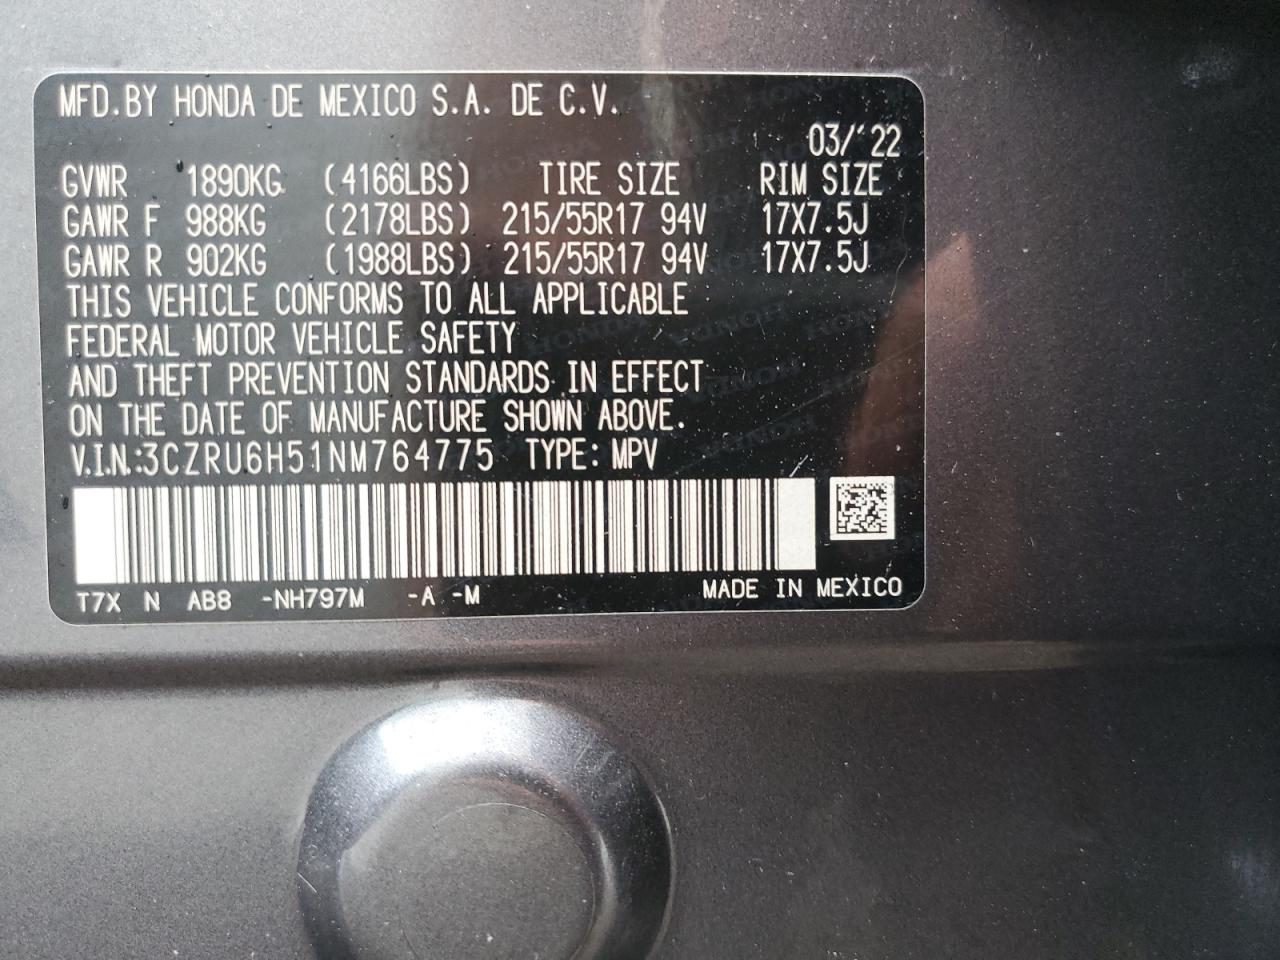 MFD.BY HONDA DE MEXICO S.A. DE C.V.
03/'22
GVWR 1890KG (4166LBS) TIRE SIZE RIM SIZE
GAWR F 988KG (2178LBS) 215/55R17 94V 17X7.5J
GAWR R 902KG (1988LBS) 215/55R17 94V 17X7.5J
THIS VEHICLE CONFORMS TO ALL APPLICABLE
FEDERAL MOTOR VEHICLE SAFETY
AND THEFT PREVENTION STANDARDS IN EFFECT
ON THE DATE OF MANUFACTURE SHOWN ABOVE.
V.I.N.:3CZRU6H51NM764775 TYPE: MPV
T7X N AB8 -NH797M -A -M MADE IN MEXICO